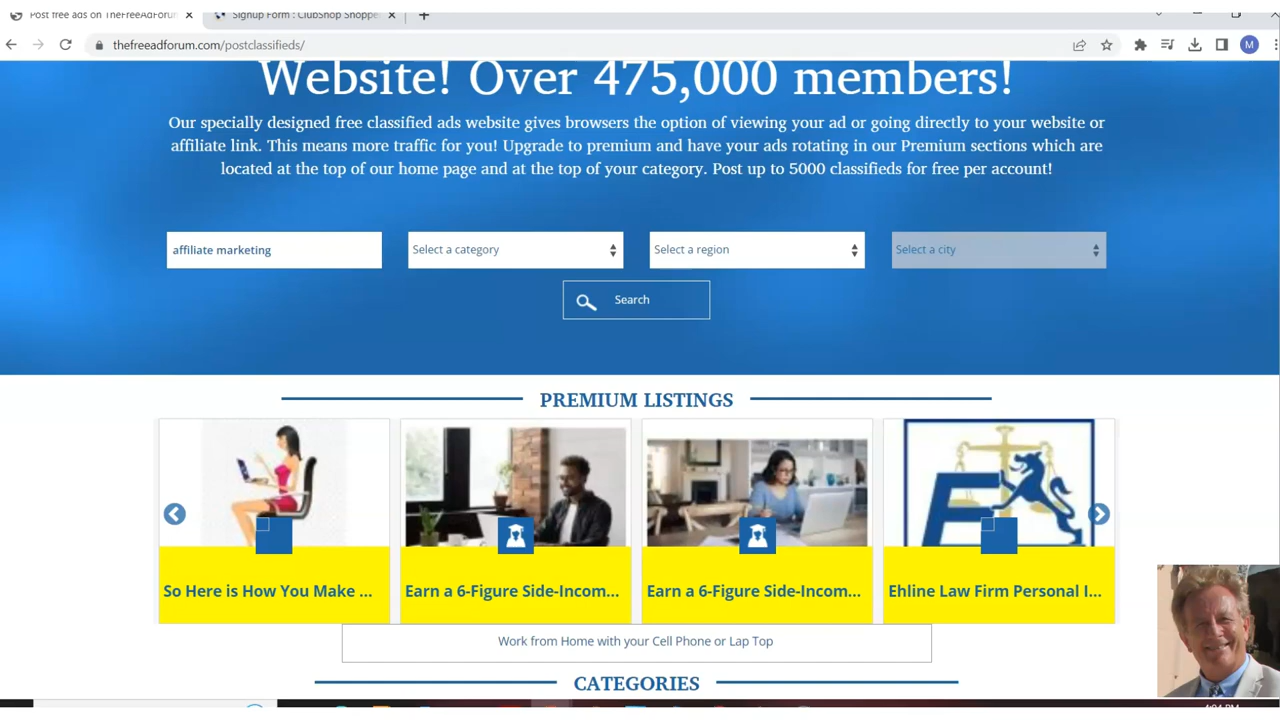 Post free ads on TheFreeAdForum
Signup Form : ClubShop Shoppe
thefreeadforum.com/postclassifieds/
M
Website! Over 475,000 members!
Our specially designed free classified ads website gives browsers the option of viewing your ad or going directly to your website or
affiliate link. This means more traffic for you! Upgrade to premium and have your ads rotating in our Premium sections which are
located at the top of our home page and at the top of your category. Post up to 5000 classifieds for free per account!
affiliate marketing
Select a category
Select a region
Select a city
Search
PREMIUM LISTINGS
So Here is How You Make ...
Earn a 6-Figure Side-Incom...
Earn a 6-Figure Side-Incom...
Ehline Law Firm Personal I...
Work from Home with your Cell Phone or Lap Top
CATEGORIES